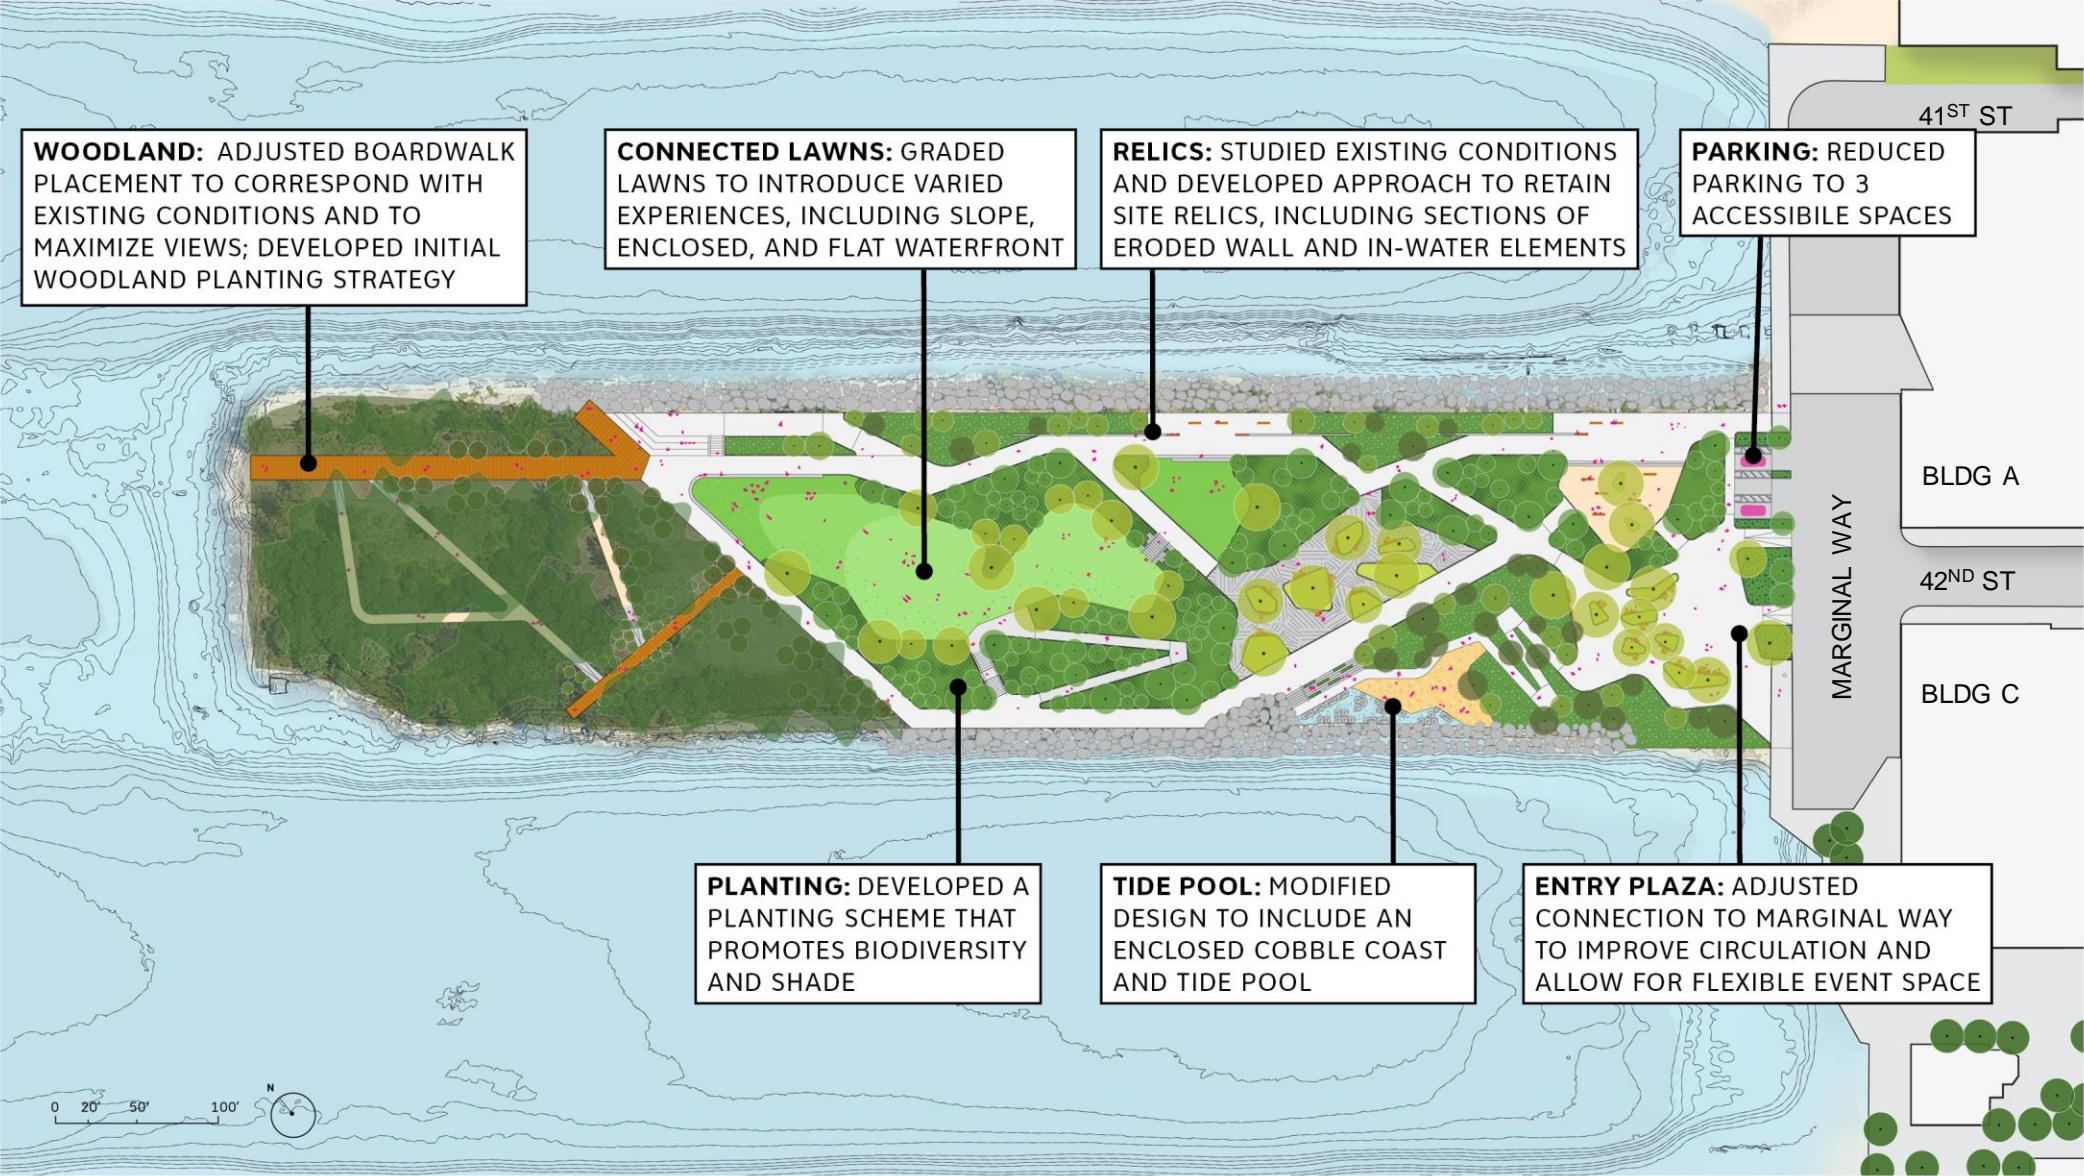 41ST ST
WOODLAND: ADJUSTED BOARDWALK
PLACEMENT TO CORRESPOND WITH
EXISTING CONDITIONS AND TO
MAXIMIZE VIEWS; DEVELOPED INITIAL
WOODLAND PLANTING STRATEGY
CONNECTED LAWNS: GRADED
LAWNS TO INTRODUCE VARIED
EXPERIENCES, INCLUDING SLOPE,
ENCLOSED, AND FLAT WATERFRONT
RELICS: STUDIED EXISTING CONDITIONS
AND DEVELOPED APPROACH TO RETAIN
SITE RELICS, INCLUDING SECTIONS OF
ERODED WALL AND IN-WATER ELEMENTS
PARKING: REDUCED
PARKING TO 3
ACCESSIBILE SPACES
BLDG A
MARGINAL WAY
42ND ST
BLDG C
PLANTING: DEVELOPED A
PLANTING SCHEME THAT
PROMOTES BIODIVERSITY
AND SHADE
TIDE POOL: MODIFIED
DESIGN TO INCLUDE AN
ENCLOSED COBBLE COAST
AND TIDE POOL
ENTRY PLAZA: ADJUSTED
CONNECTION TO MARGINAL WAY
TO IMPROVE CIRCULATION AND
ALLOW FOR FLEXIBLE EVENT SPACE
0 20' 50' 100'
N